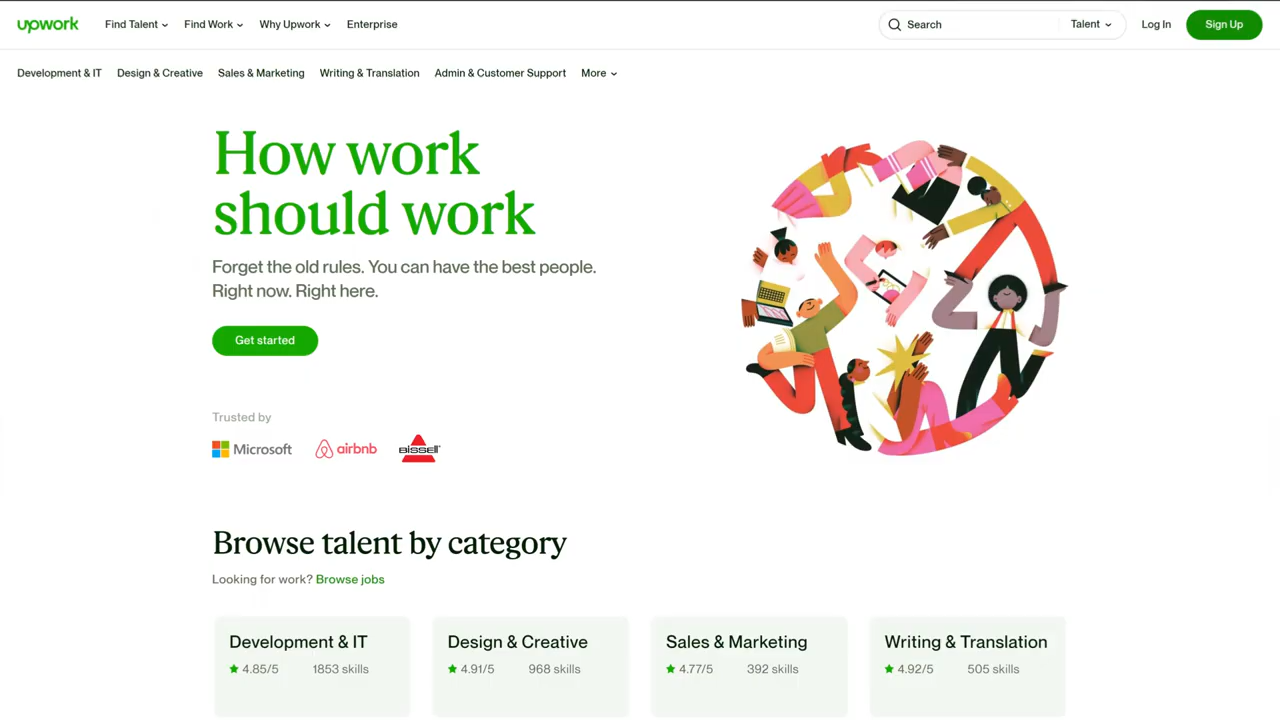 upwork Find Talent Find Work Why Upwork Enterprise Search Talent Log In Sign Up
Development & IT Design & Creative Sales & Marketing Writing & Translation Admin & Customer Support More
How work
should work
Forget the old rules. You can have the best people.
Right now. Right here.
Get started
Trusted by
Microsoft airbnb BISSELL
Browse talent by category
Looking for work? Browse jobs
Development & IT Design & Creative Sales & Marketing Writing & Translation
4.85/5 1853 skills 4.91/5 968 skills 4.77/5 392 skills 4.92/5 505 skills